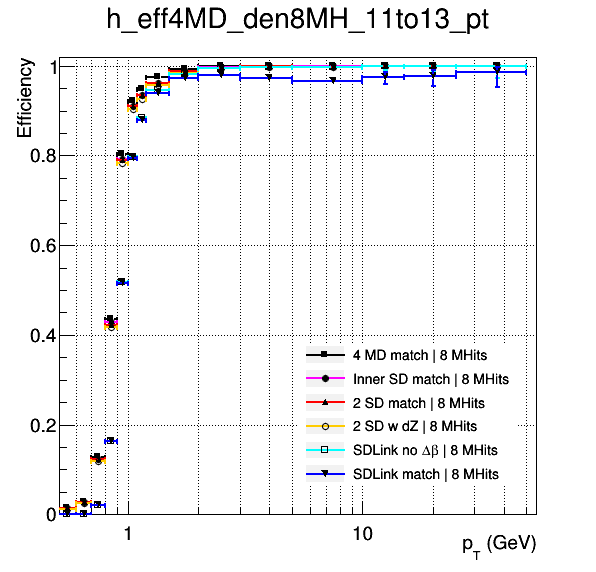 h_eff4MD_den8MH_11to13_pt
Efficiency
1
0.8
0.6
0.4
0.2
0
4 MD match | 8 MHits
Inner SD match | 8 MHits
2 SD match | 8 MHits
2 SD w dZ | 8 MHits
SDLink no Δβ | 8 MHits
SDLink match | 8 MHits
1 10
p_T (GeV)